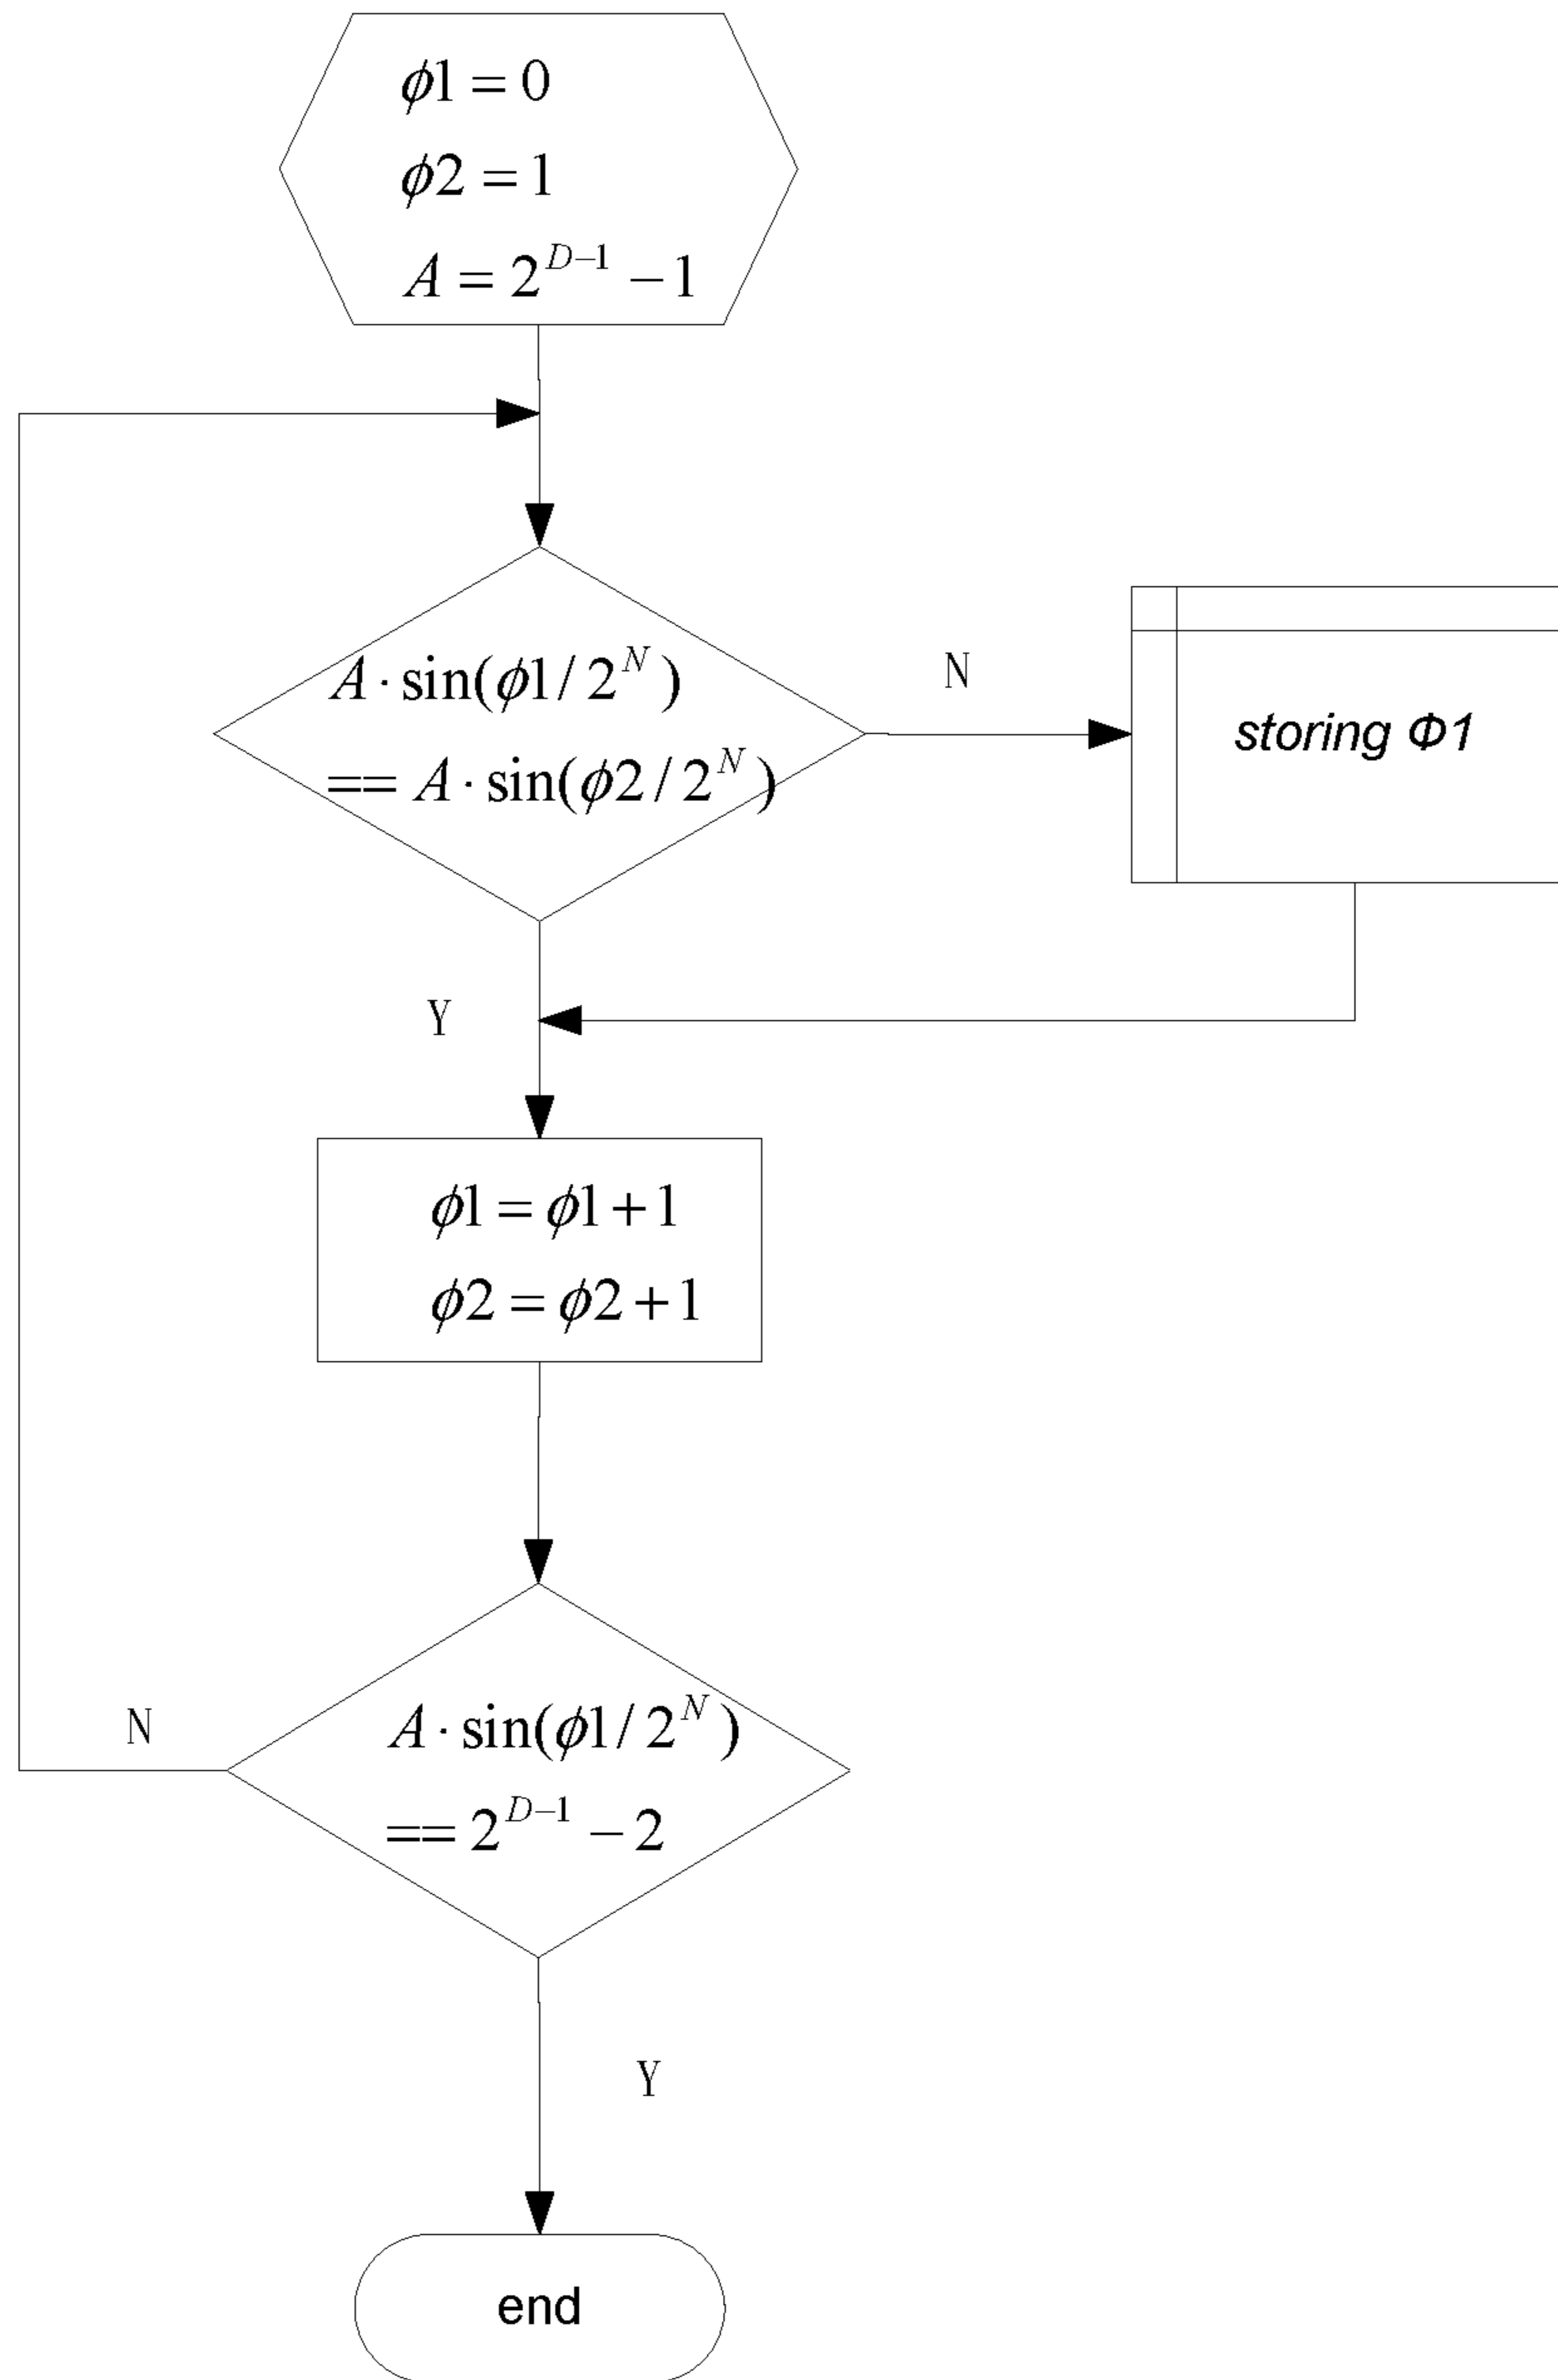 ϕ1 = 0
ϕ2 = 1
A = 2^{D−1} − 1
A · sin(ϕ1 / 2^N)
== A · sin(ϕ2 / 2^N)
N
storing Φ1
Y
ϕ1 = ϕ1 + 1
ϕ2 = ϕ2 + 1
A · sin(ϕ1 / 2^N)
== 2^{D−1} − 2
N
Y
end